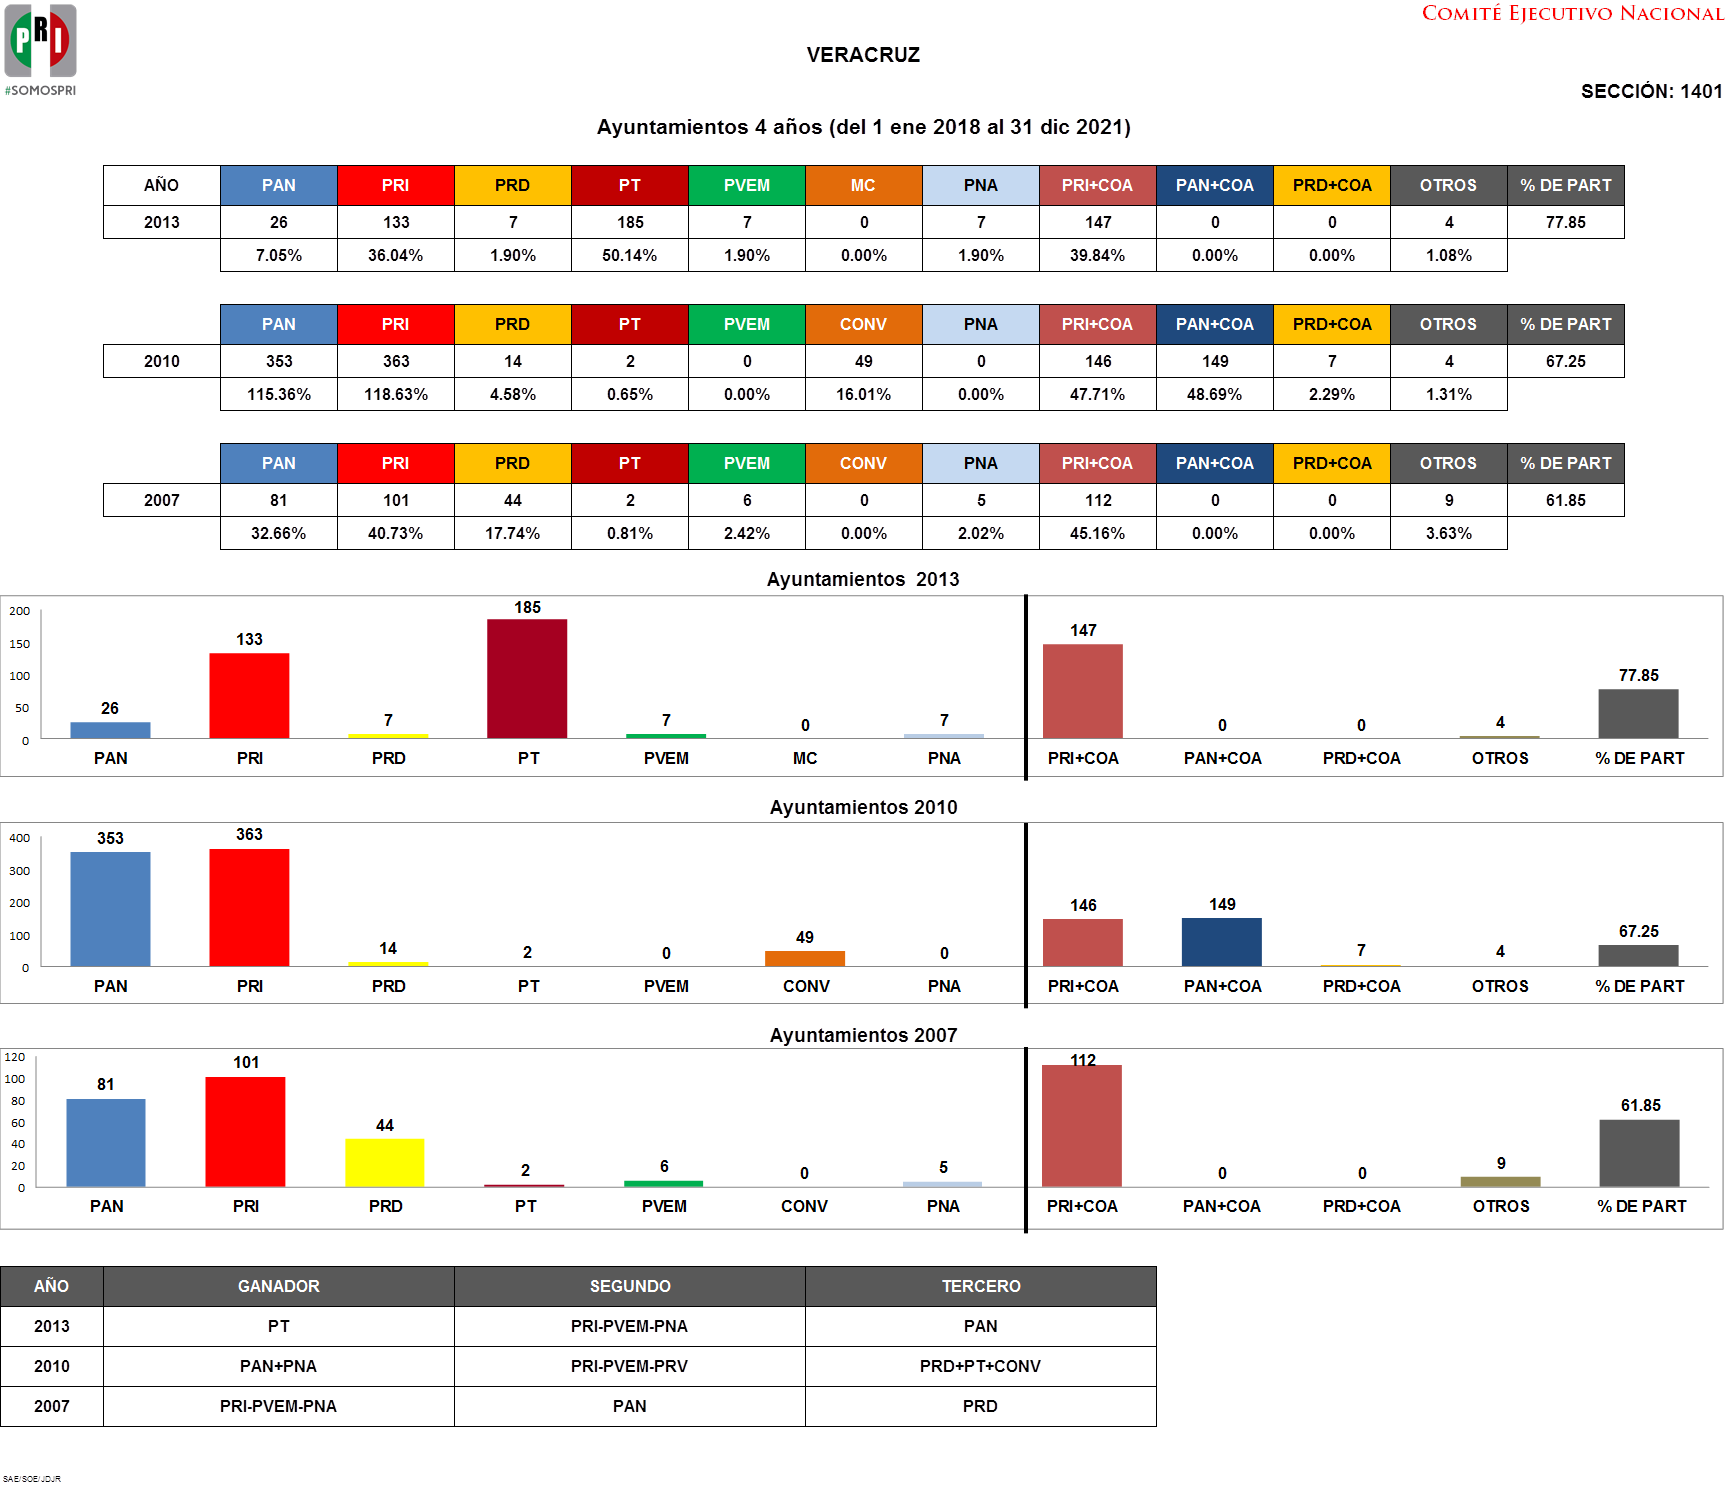 PRI
#SOMOSPRI
COMITÉ EJECUTIVO NACIONAL
VERACRUZ
SECCIÓN: 1401
Ayuntamientos 4 años (del 1 ene 2018 al 31 dic 2021)
AÑO PAN PRI PRD PT PVEM MC PNA PRI+COA PAN+COA PRD+COA OTROS % DE PART
2013 26 133 7 185 7 0 7 147 0 0 4 77.85
7.05% 36.04% 1.90% 50.14% 1.90% 0.00% 1.90% 39.84% 0.00% 0.00% 1.08%
PAN PRI PRD PT PVEM CONV PNA PRI+COA PAN+COA PRD+COA OTROS % DE PART
2010 353 363 14 2 0 49 0 146 149 7 4 67.25
115.36% 118.63% 4.58% 0.65% 0.00% 16.01% 0.00% 47.71% 48.69% 2.29% 1.31%
PAN PRI PRD PT PVEM CONV PNA PRI+COA PAN+COA PRD+COA OTROS % DE PART
2007 81 101 44 2 6 0 5 112 0 0 9 61.85
32.66% 40.73% 17.74% 0.81% 2.42% 0.00% 2.02% 45.16% 0.00% 0.00% 3.63%
Ayuntamientos 2013
200
150
100
50
0
26 133 7 185 7 0 7 147 0 0 4 77.85
PAN PRI PRD PT PVEM MC PNA PRI+COA PAN+COA PRD+COA OTROS % DE PART
Ayuntamientos 2010
400
300
200
100
0
353 363 14 2 0 49 0 146 149 7 4 67.25
PAN PRI PRD PT PVEM CONV PNA PRI+COA PAN+COA PRD+COA OTROS % DE PART
Ayuntamientos 2007
120
100
80
60
40
20
0
81 101 44 2 6 0 5 112 0 0 9 61.85
PAN PRI PRD PT PVEM CONV PNA PRI+COA PAN+COA PRD+COA OTROS % DE PART
AÑO GANADOR SEGUNDO TERCERO
2013 PT PRI-PVEM-PNA PAN
2010 PAN+PNA PRI-PVEM-PRV PRD+PT+CONV
2007 PRI-PVEM-PNA PAN PRD
SAE/SOE/JDJR